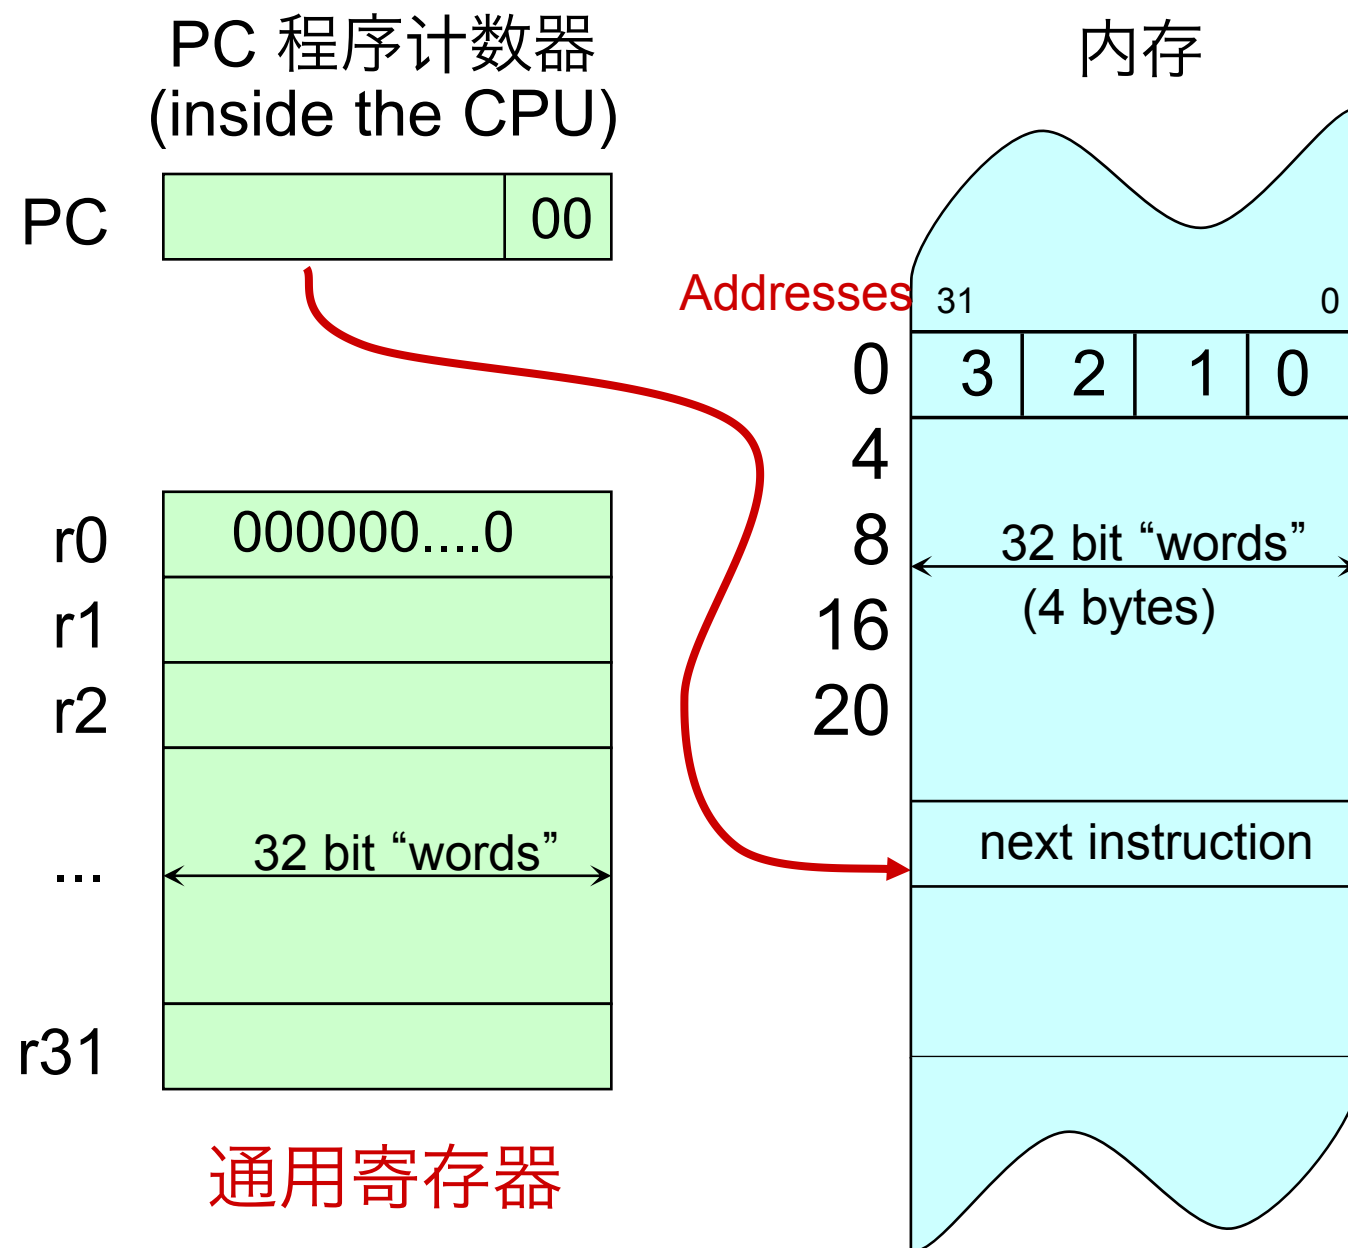 PC 程序计数器
(inside the CPU)
内存
PC
00
Addresses
31 0
0
3 2 1 0
4
8
16
20
32 bit “words”
(4 bytes)
next instruction
r0
000000....0
r1
r2
...
32 bit “words”
r31
通用寄存器